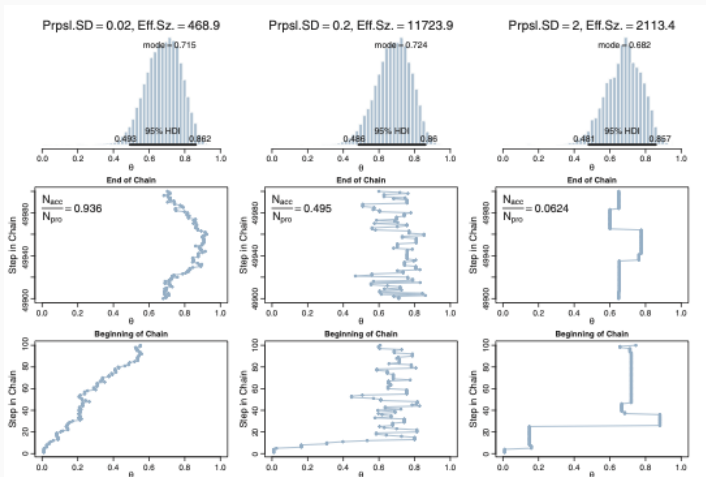 Prpsl.SD = 0.02, Eff.Sz. = 468.9
mode = 0.715
95% HDI
0.493 0.862
0.0 0.2 0.4 0.6 0.8 1.0
θ
Prpsl.SD = 0.2, Eff.Sz. = 11723.9
mode = 0.724
95% HDI
0.486 0.86
0.0 0.2 0.4 0.6 0.8 1.0
θ
Prpsl.SD = 2, Eff.Sz. = 2113.4
mode = 0.682
95% HDI
0.481 0.857
0.0 0.2 0.4 0.6 0.8 1.0
θ
End of Chain
Nacc
Npro
= 0.936
Step in Chain
49900 49940 49980
0.0 0.2 0.4 0.6 0.8 1.0
θ
End of Chain
Nacc
Npro
= 0.495
Step in Chain
49900 49940 49980
0.0 0.2 0.4 0.6 0.8 1.0
θ
End of Chain
Nacc
Npro
= 0.0624
Step in Chain
49900 49940 49980
0.0 0.2 0.4 0.6 0.8 1.0
θ
Beginning of Chain
Step in Chain
0 20 40 60 80 100
0.0 0.2 0.4 0.6 0.8 1.0
θ
Beginning of Chain
Step in Chain
0 20 40 60 80 100
0.0 0.2 0.4 0.6 0.8 1.0
θ
Beginning of Chain
Step in Chain
0 20 40 60 80 100
0.0 0.2 0.4 0.6 0.8 1.0
θ